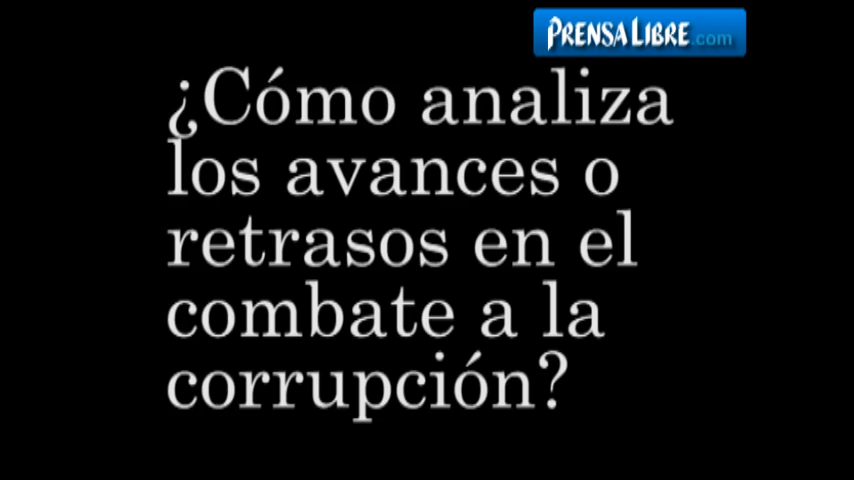 PRENSA LIBRE.com
¿Cómo analiza
los avances o
retrasos en el
combate a la
corrupción?